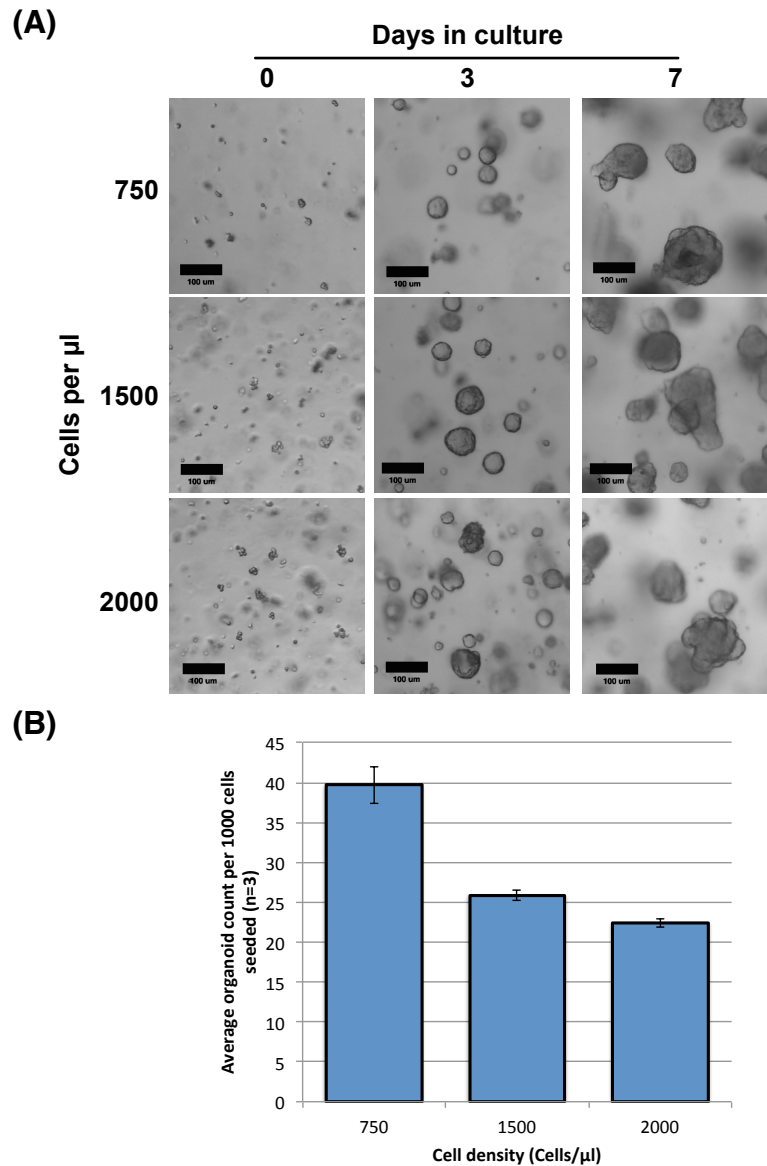 (A)
Days in culture
0 3 7
Cells per µl
750
100 um 100 um 100 um
1500
100 um 100 um 100 um
2000
100 um 100 um 100 um
(B)
Average organoid count per 1000 cells
seeded (n=3)
45
40
35
30
25
20
15
10
5
0
750 1500 2000
Cell density (Cells/µl)